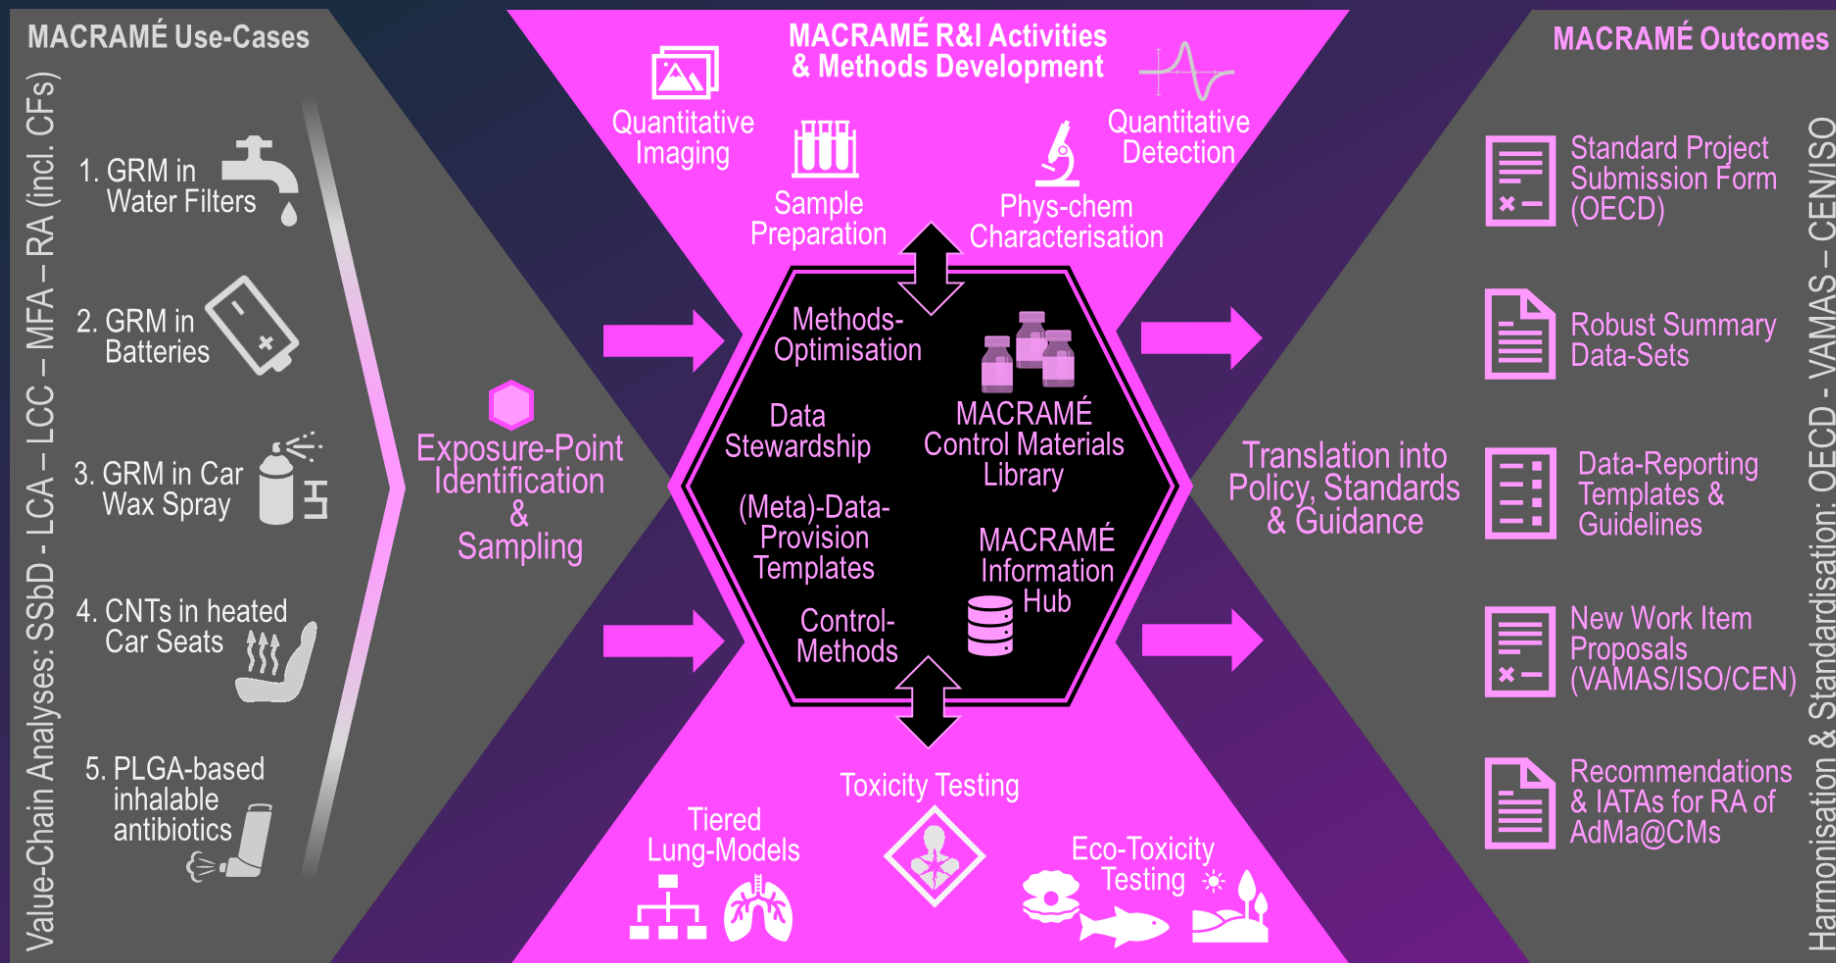 MACRAMÉ Use-Cases
Value-Chain Analyses: SSbD - LCA – LCC – MFA – RA (incl. CFs)
1. GRM in
Water Filters
2. GRM in
Batteries
3. GRM in Car
Wax Spray
4. CNTs in heated
Car Seats
5. PLGA-based
inhalable
antibiotics
Exposure-Point
Identification
&
Sampling
MACRAMÉ R&I Activities
& Methods Development
Quantitative
Imaging
Sample
Preparation
Phys-chem
Characterisation
Quantitative
Detection
Methods-
Optimisation
Data
Stewardship
(Meta)-Data-
Provision
Templates
Control-
Methods
MACRAMÉ
Control Materials
Library
MACRAMÉ
Information
Hub
Toxicity Testing
Tiered
Lung-Models
Eco-Toxicity
Testing
Translation into
Policy, Standards
& Guidance
MACRAMÉ Outcomes
Standard Project
Submission Form
(OECD)
Robust Summary
Data-Sets
Data-Reporting
Templates &
Guidelines
New Work Item
Proposals
(VAMAS/ISO/CEN)
Recommendations
& IATAs for RA of
AdMa@CMs
Harmonisation & Standardisation: OECD - VAMAS – CEN/ISO